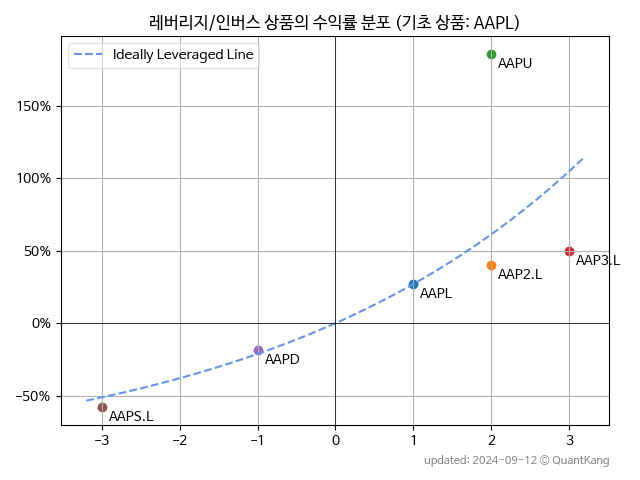 레버리지/인버스 상품의 수익률 분포 (기초 상품: AAPL)
Ideally Leveraged Line
AAPU
150%
100%
50%
AAP3.L
AAP2.L
AAPL
0%
AAPD
−50%
AAPS.L
−3 −2 −1 0 1 2 3
updated: 2024-09-12 © QuantKang